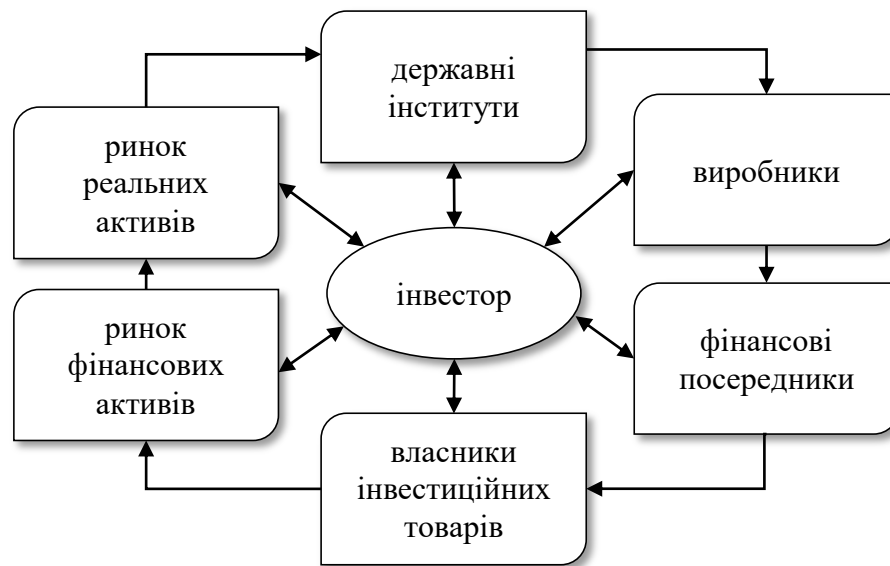 державні
інститути
ринок
реальних
активів
виробники
інвестор
ринок
фінансових
активів
фінансові
посередники
власники
інвестиційних
товарів